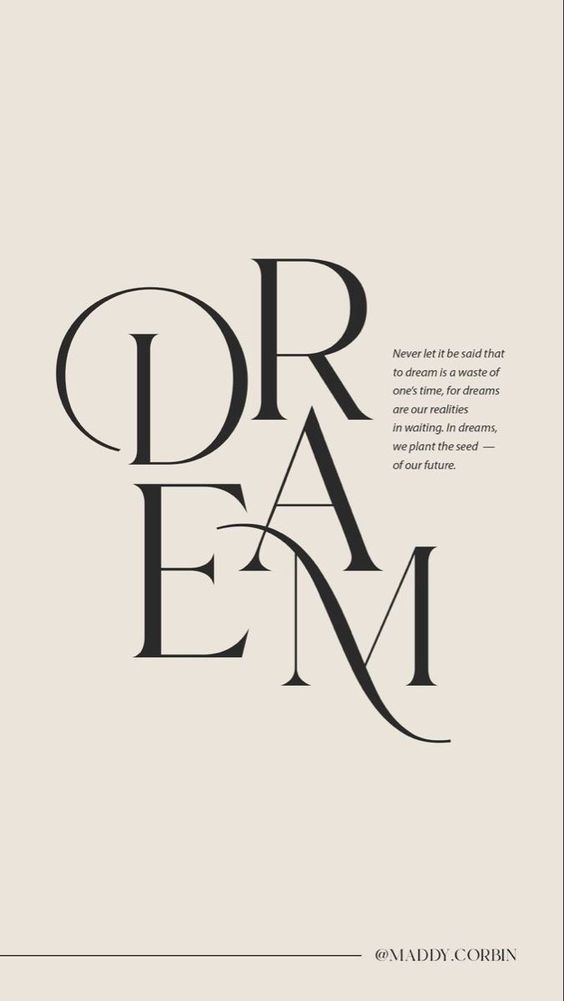 DREAM
Never let it be said that
to dream is a waste of
one's time, for dreams
are our realities
in waiting. In dreams,
we plant the seed —
of our future.
@MADDY.CORBIN